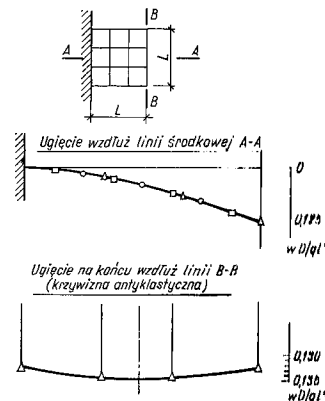 B
A
A
L
L
B
Ugięcie wzdłuż linii środkowej A-A
0
wD/ql⁴
Ugięcie na końcu wzdłuż linii B-B
(krzywizna antyklastyczna)
0,130
0,135
wD/ql⁴